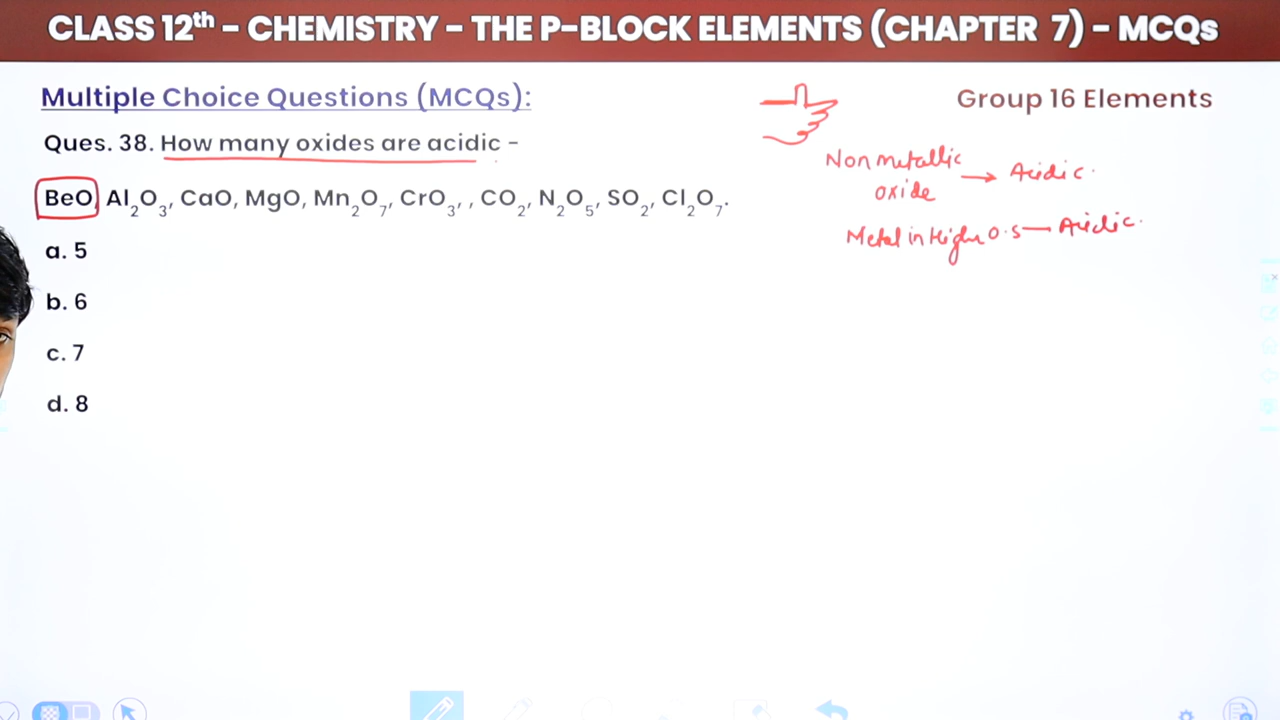 CLASS 12th - CHEMISTRY - THE P-BLOCK ELEMENTS (CHAPTER 7) - MCQs
Multiple Choice Questions (MCQs):
Group 16 Elements
Ques. 38. How many oxides are acidic -
BeO, Al2O3, CaO, MgO, Mn2O7, CrO3, , CO2, N2O5, SO2, Cl2O7.
a. 5
b. 6
c. 7
d. 8
Non metallic oxide → Acidic.
Metal in High O.S — Acidic.